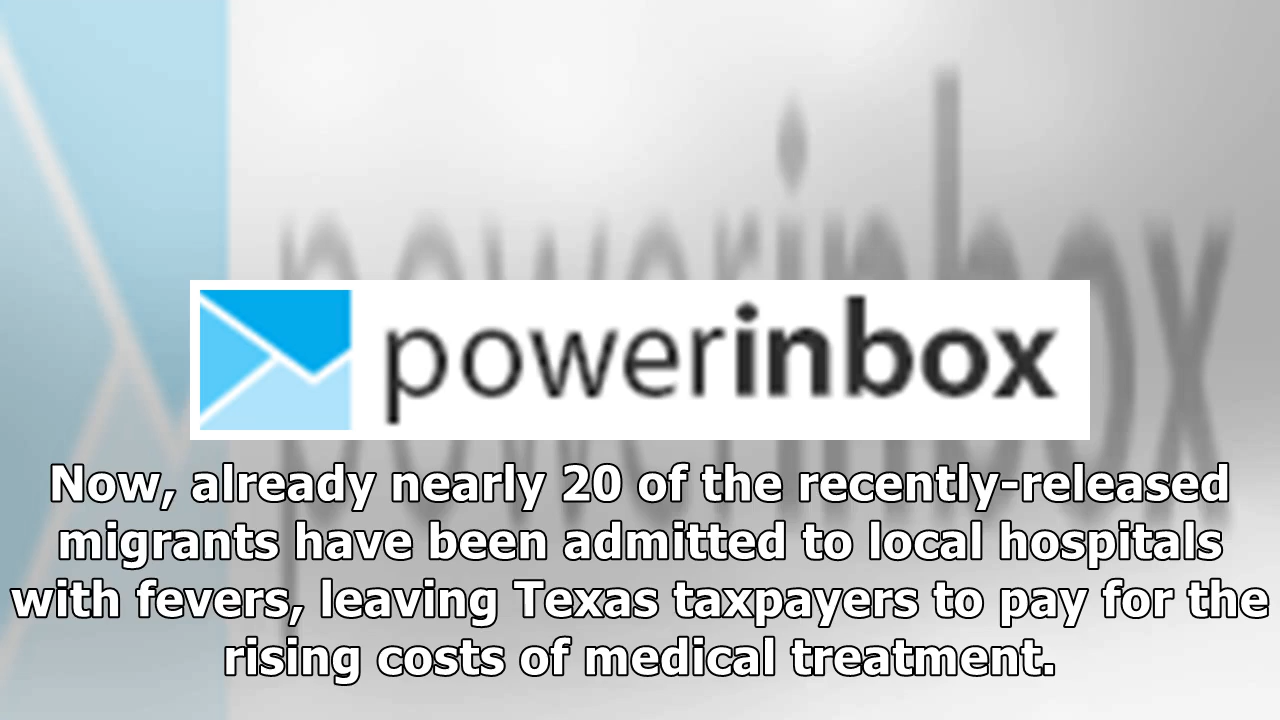 powerinbox
powerinbox
Now, already nearly 20 of the recently-released
migrants have been admitted to local hospitals
with fevers, leaving Texas taxpayers to pay for the
rising costs of medical treatment.